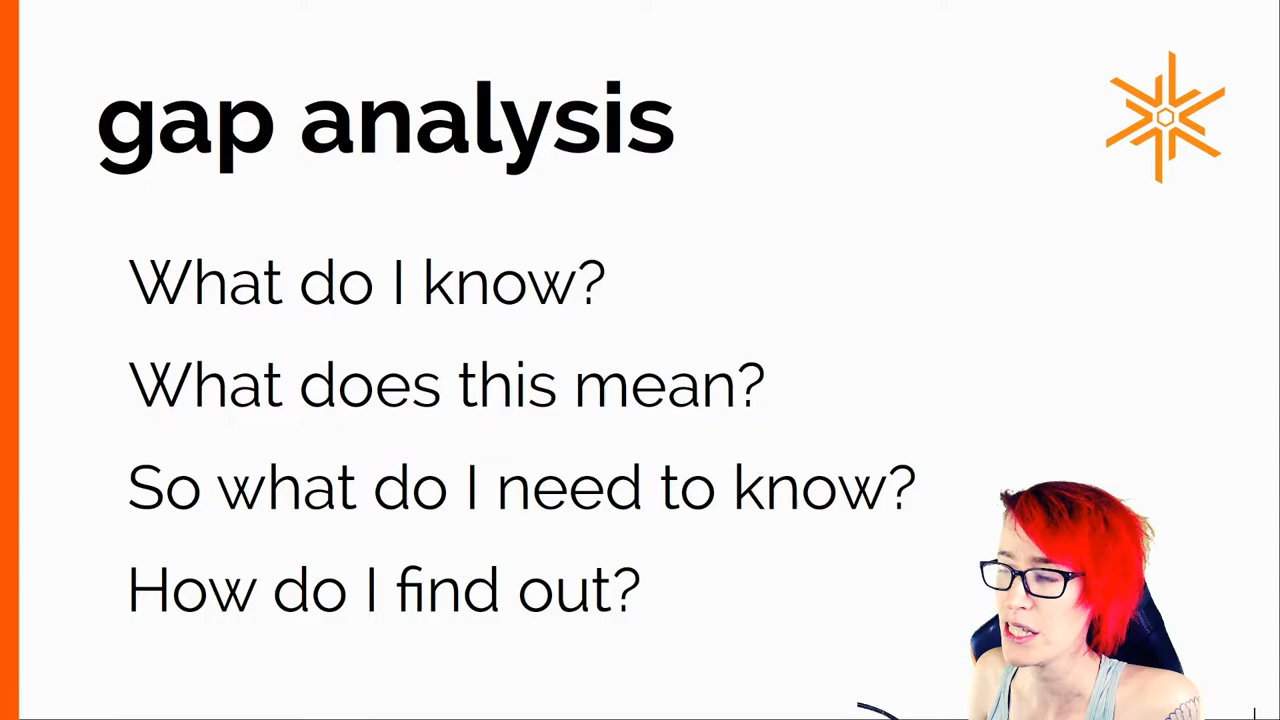 gap analysis
What do I know?
What does this mean?
So what do I need to know?
How do I find out?